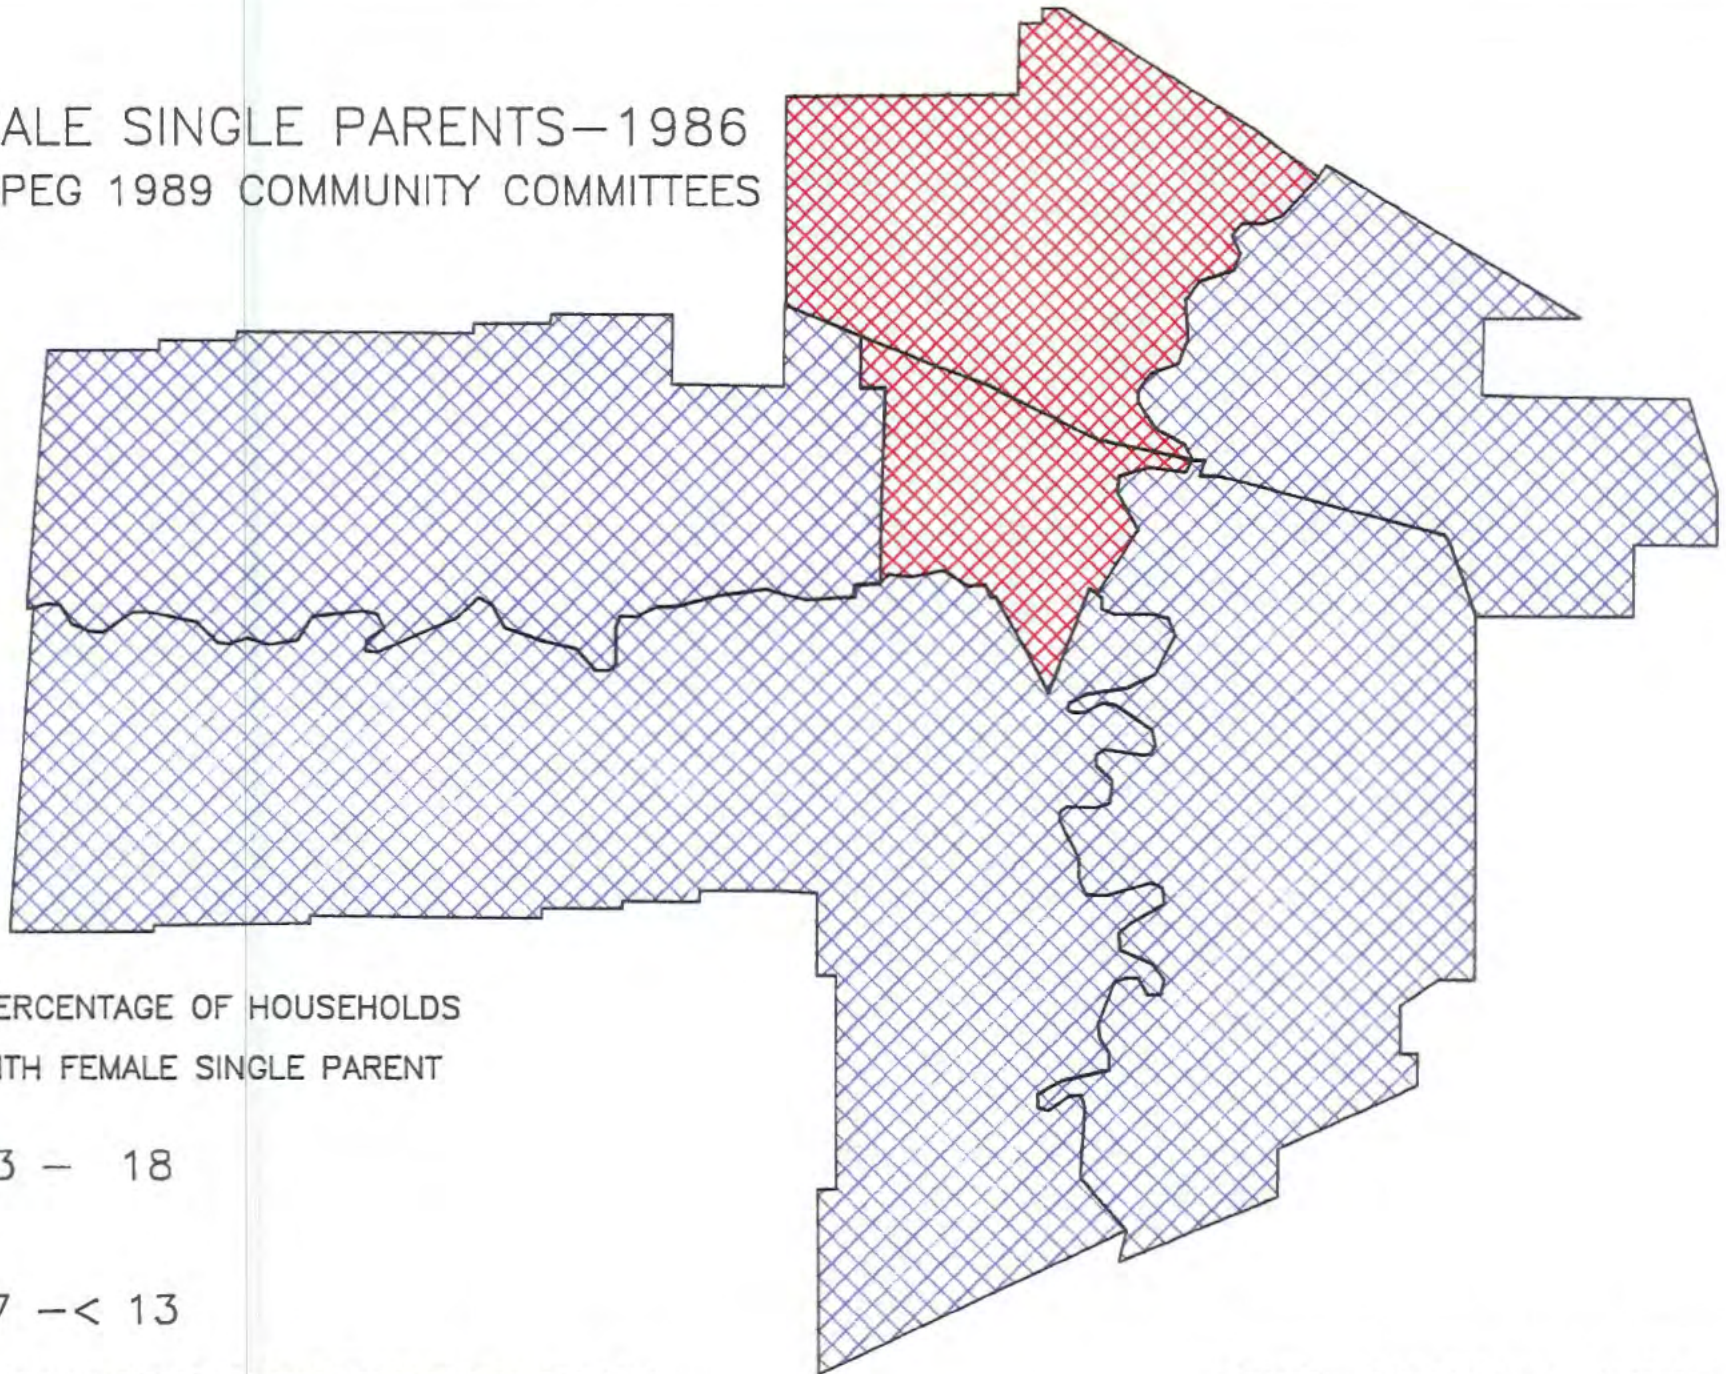 ALE SINGLE PARENTS–1986
PEG 1989 COMMUNITY COMMITTEES
ERCENTAGE OF HOUSEHOLDS
ITH FEMALE SINGLE PARENT
3 – 18
7 –< 13